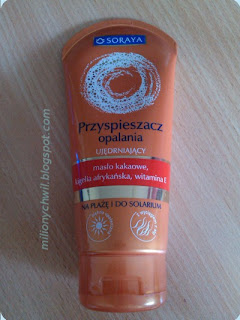 SORAYA
Przyspieszacz
opalania
UJĘDRNIAJĄCY
masło kakaowe,
kigelia afrykańska, witamina E
NA PLAŻĘ I DO SOLARIUM
milionychwil.blogspot.com